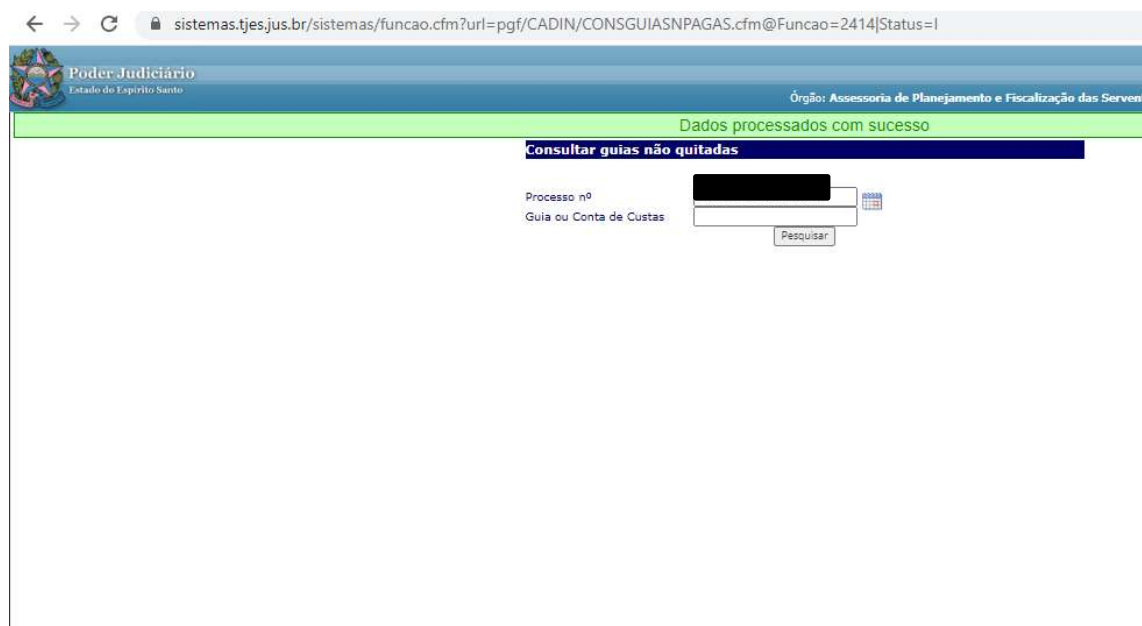 sistemas.tjes.jus.br/sistemas/funcao.cfm?url=pgf/CADIN/CONSGUIASNPAGAS.cfm@Funcao=2414|Status=I
Poder Judiciário
Estado do Espírito Santo
Órgão: Assessoria de Planejamento e Fiscalização das Serven
Dados processados com sucesso
Consultar guias não quitadas
Processo nº
Guia ou Conta de Custas
Pesquisar